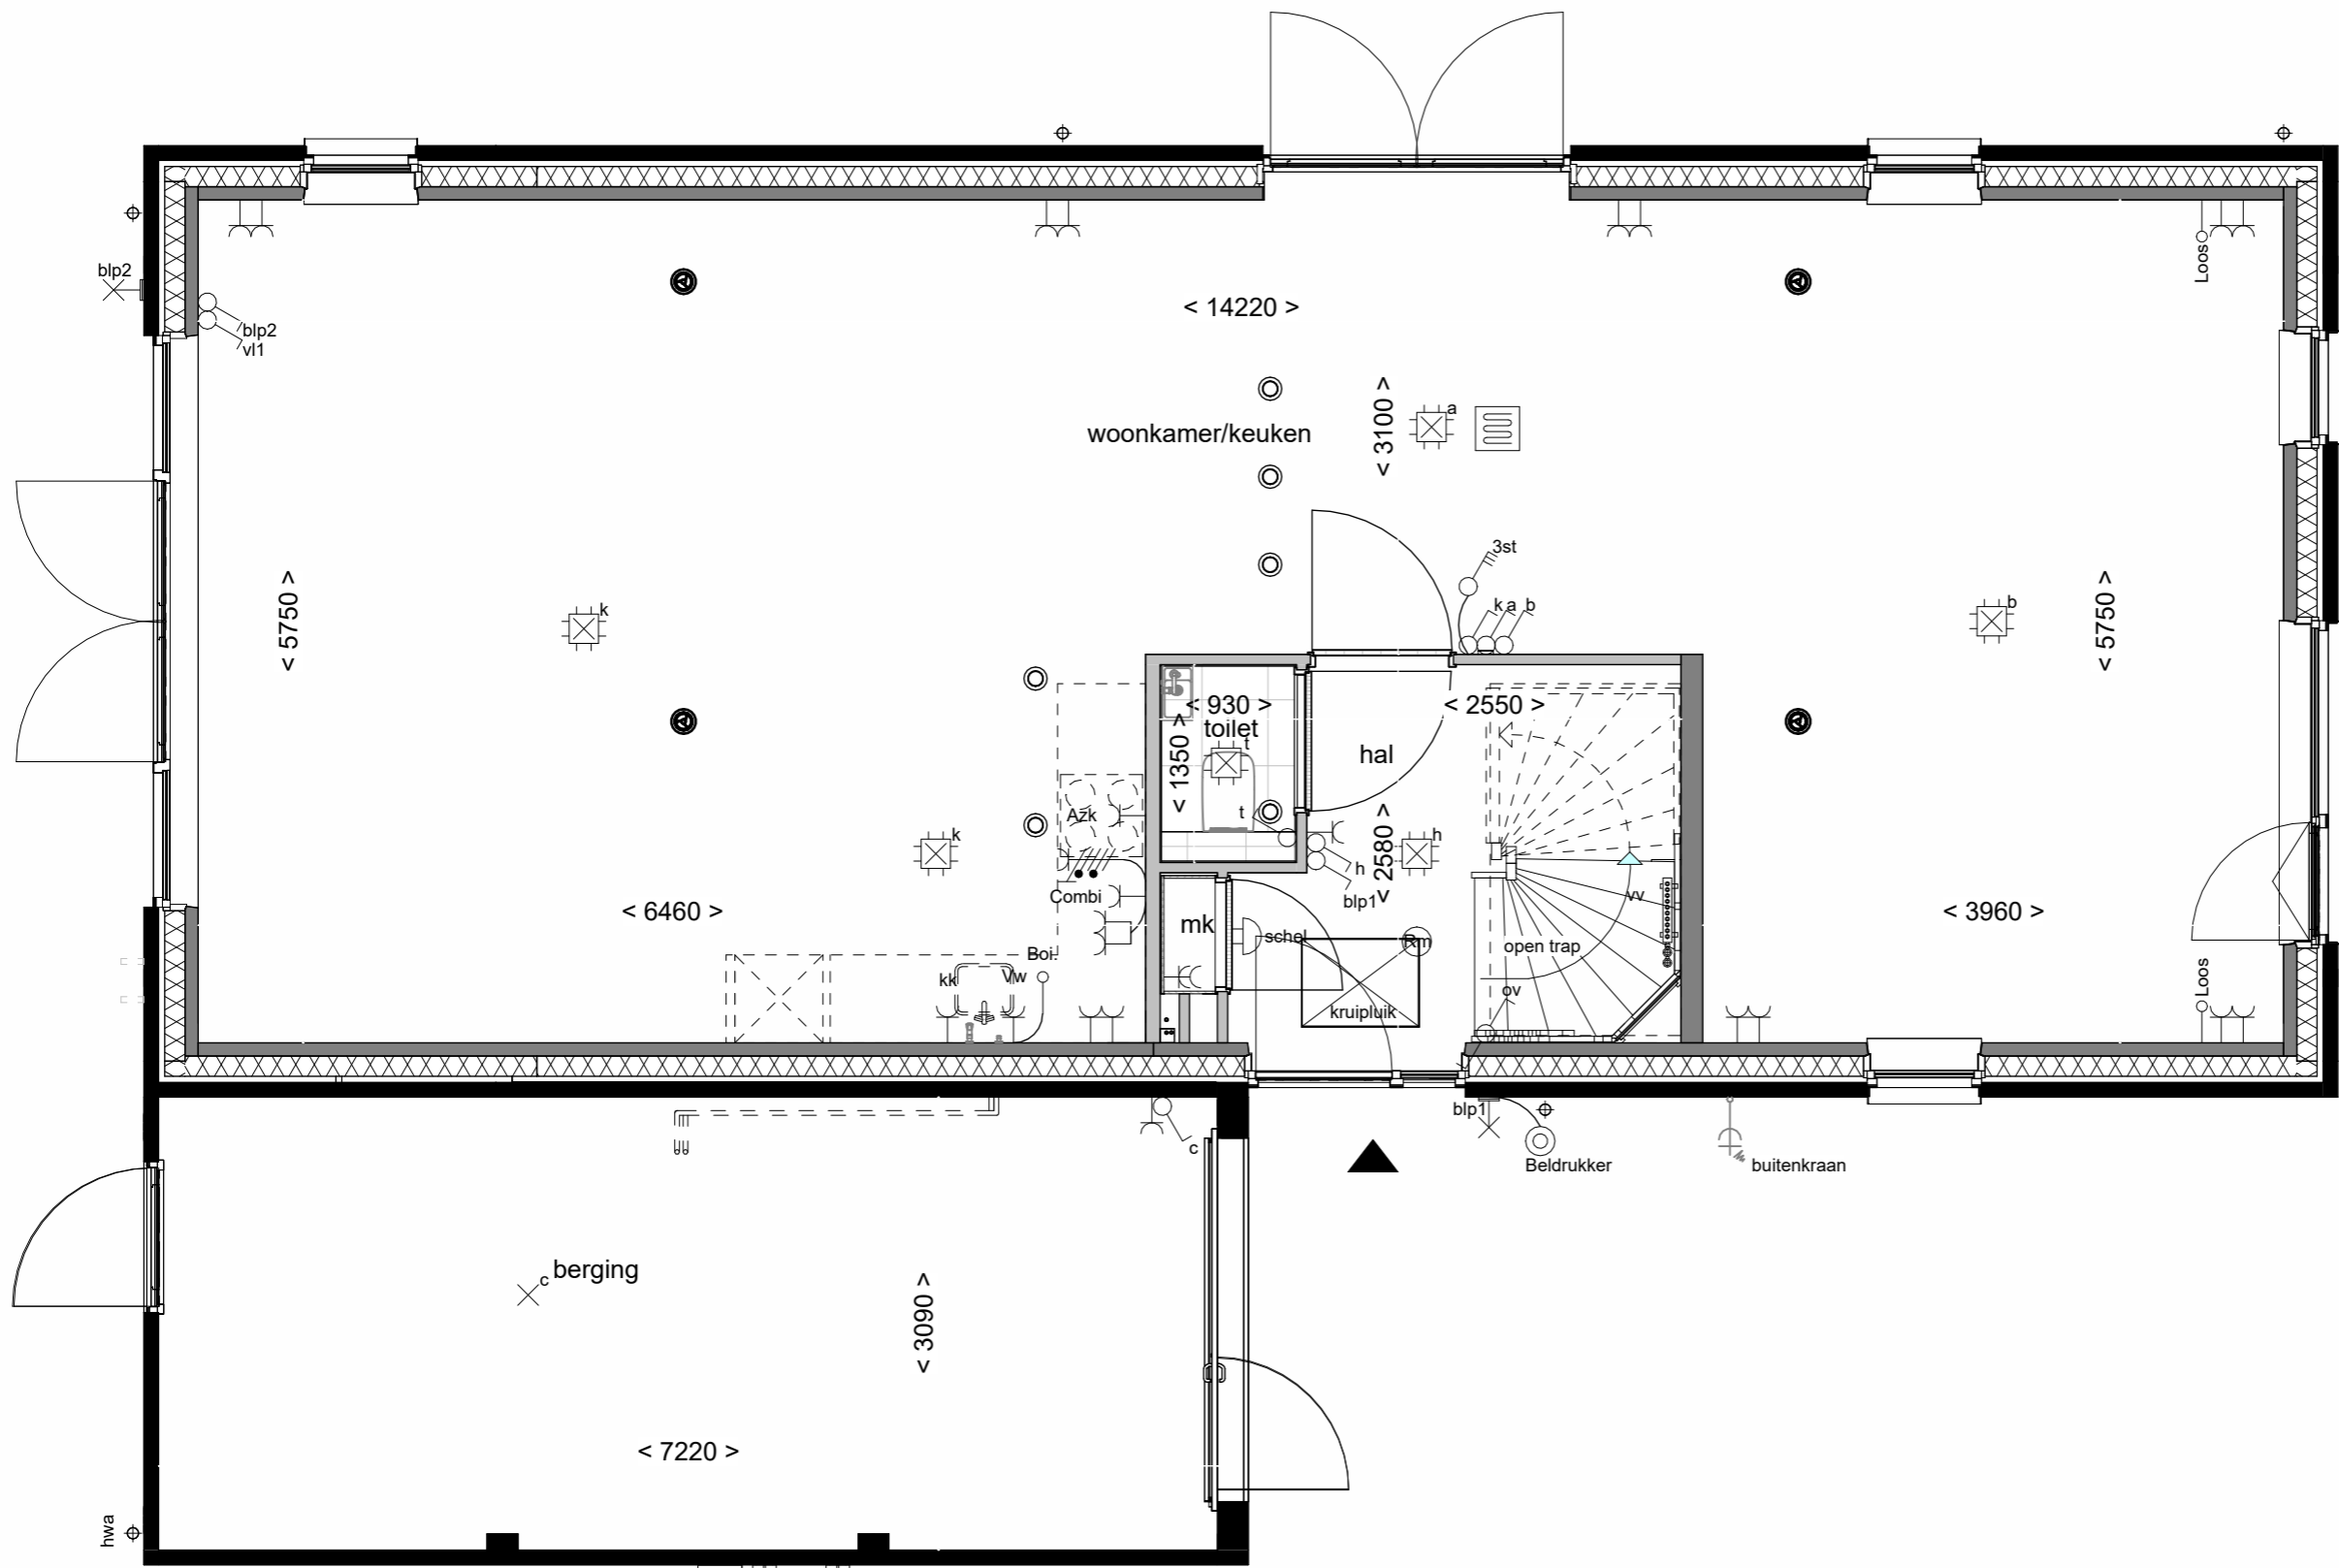 blp2
blp2
vl1
Loos
< 14220 >
< 3100 >
a
woonkamer/keuken
3st
k a b
< 5750 >
k
b
< 5750 >
< 930 >
toilet
t
< 1350 >
t
< 2550 >
hal
< 2580 >
h
h
blp1
k
Azk
Combi
< 6460 >
mk
schel
Rm
kruipluik
vv
open trap
ov
< 3960 >
Boi.
kk
Vw
Loos
c
blp1
Beldrukker
buitenkraan
c
berging
< 3090 >
< 7220 >
hwa